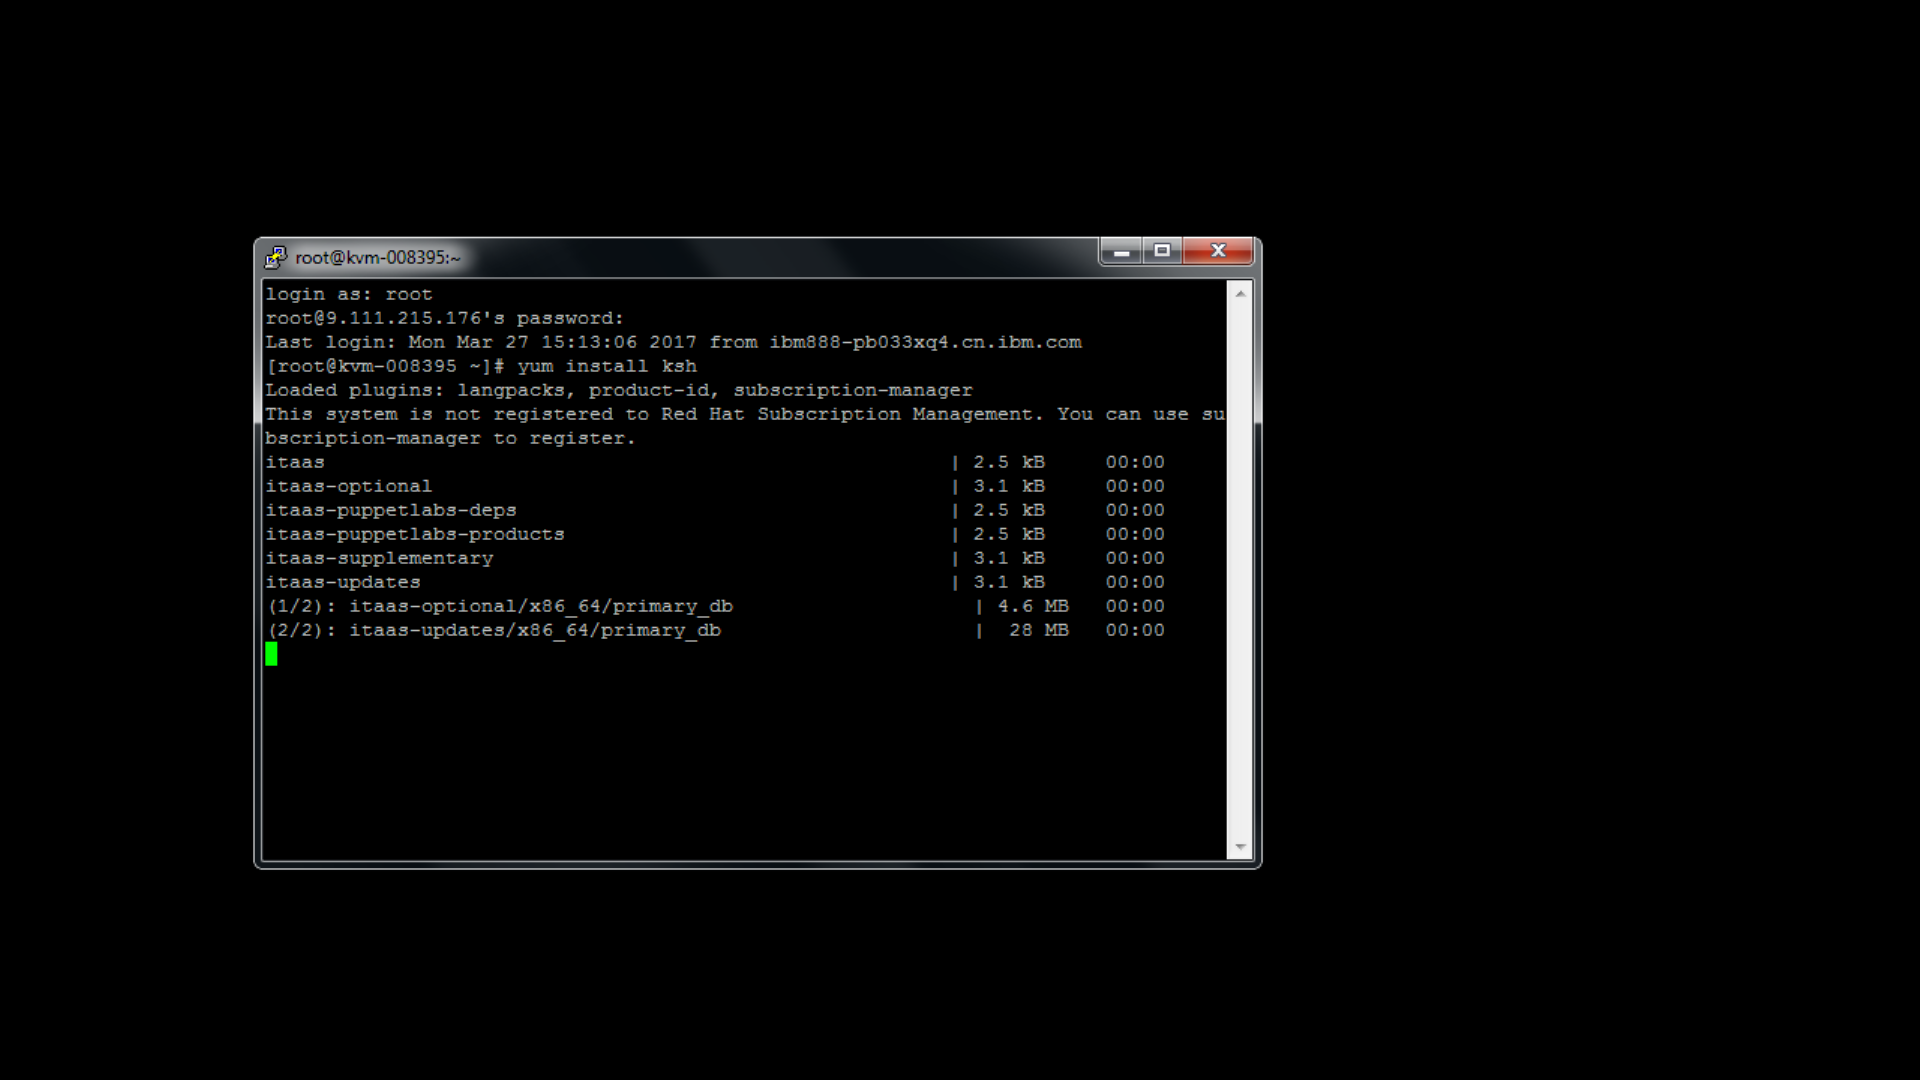 root@kvm-008395:~
login as: root
root@9.111.215.176's password:
Last login: Mon Mar 27 15:13:06 2017 from ibm888-pb033xq4.cn.ibm.com
[root@kvm-008395 ~]# yum install ksh
Loaded plugins: langpacks, product-id, subscription-manager
This system is not registered to Red Hat Subscription Management. You can use su
bscription-manager to register.
itaas | 2.5 kB 00:00
itaas-optional | 3.1 kB 00:00
itaas-puppetlabs-deps | 2.5 kB 00:00
itaas-puppetlabs-products | 2.5 kB 00:00
itaas-supplementary | 3.1 kB 00:00
itaas-updates | 3.1 kB 00:00
(1/2): itaas-optional/x86_64/primary_db | 4.6 MB 00:00
(2/2): itaas-updates/x86_64/primary_db | 28 MB 00:00